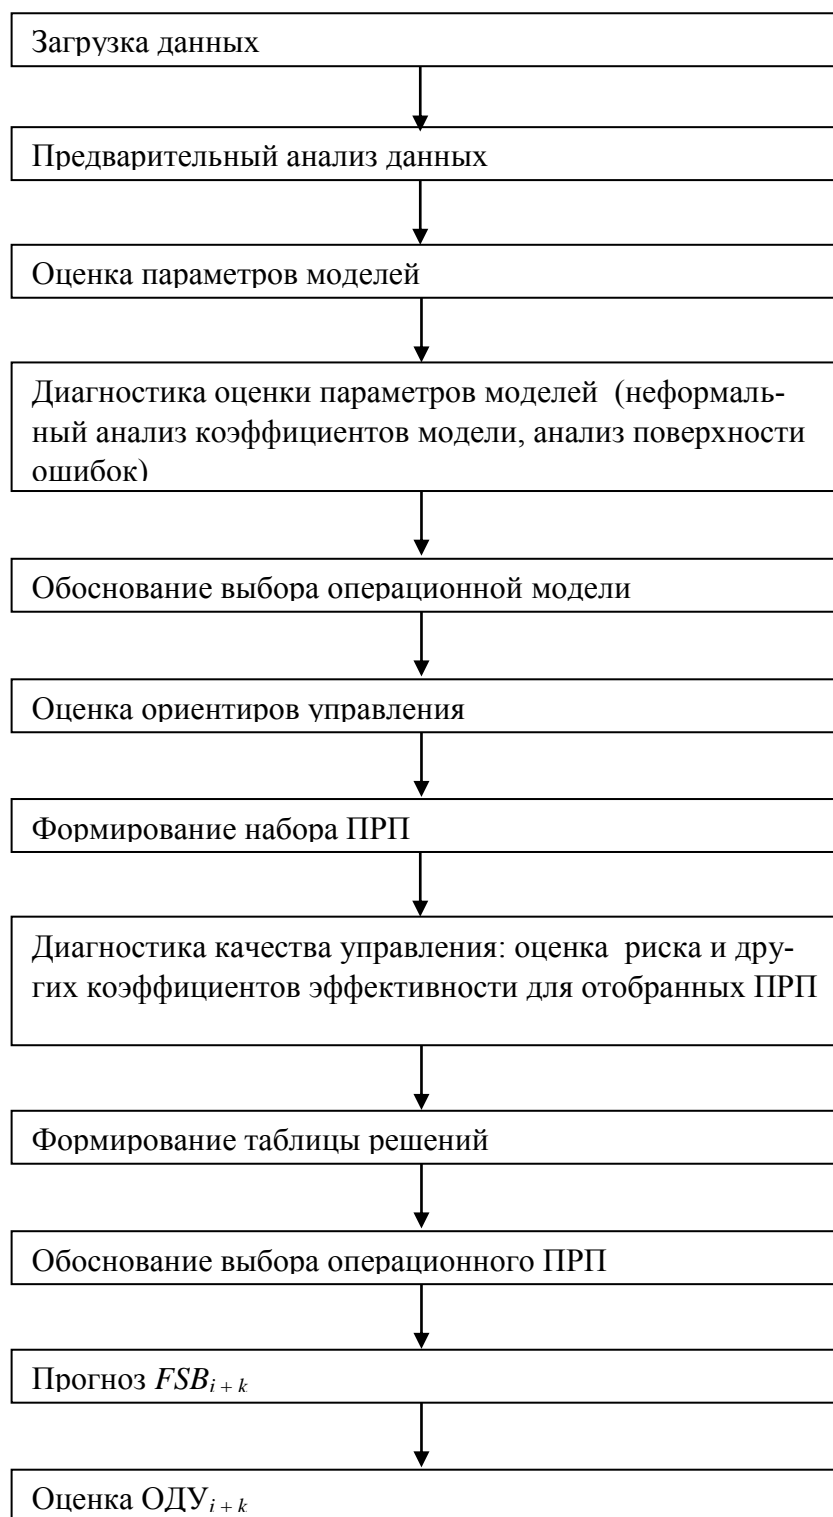 Загрузка данных
Предварительный анализ данных
Оценка параметров моделей
Диагностика оценки параметров моделей (неформаль-
ный анализ коэффициентов модели, анализ поверхности
ошибок)
Обоснование выбора операционной модели
Оценка ориентиров управления
Формирование набора ПРП
Диагностика качества управления: оценка риска и дру-
гих коэффициентов эффективности для отобранных ПРП
Формирование таблицы решений
Обоснование выбора операционного ПРП
Прогноз FSB i + k
Оценка ОДУ i + k